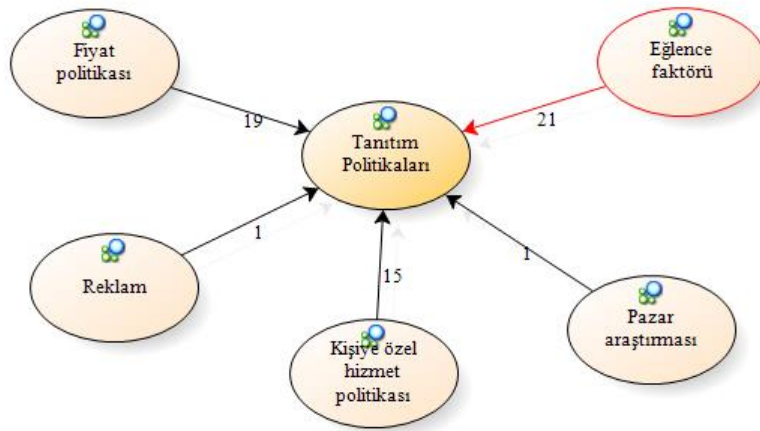 Fiyat
politikası
Eğlence
faktörü
19
21
Tanıtım
Politikaları
Reklam
1
15
1
Kişiye özel
hizmet
politikası
Pazar
araştırması